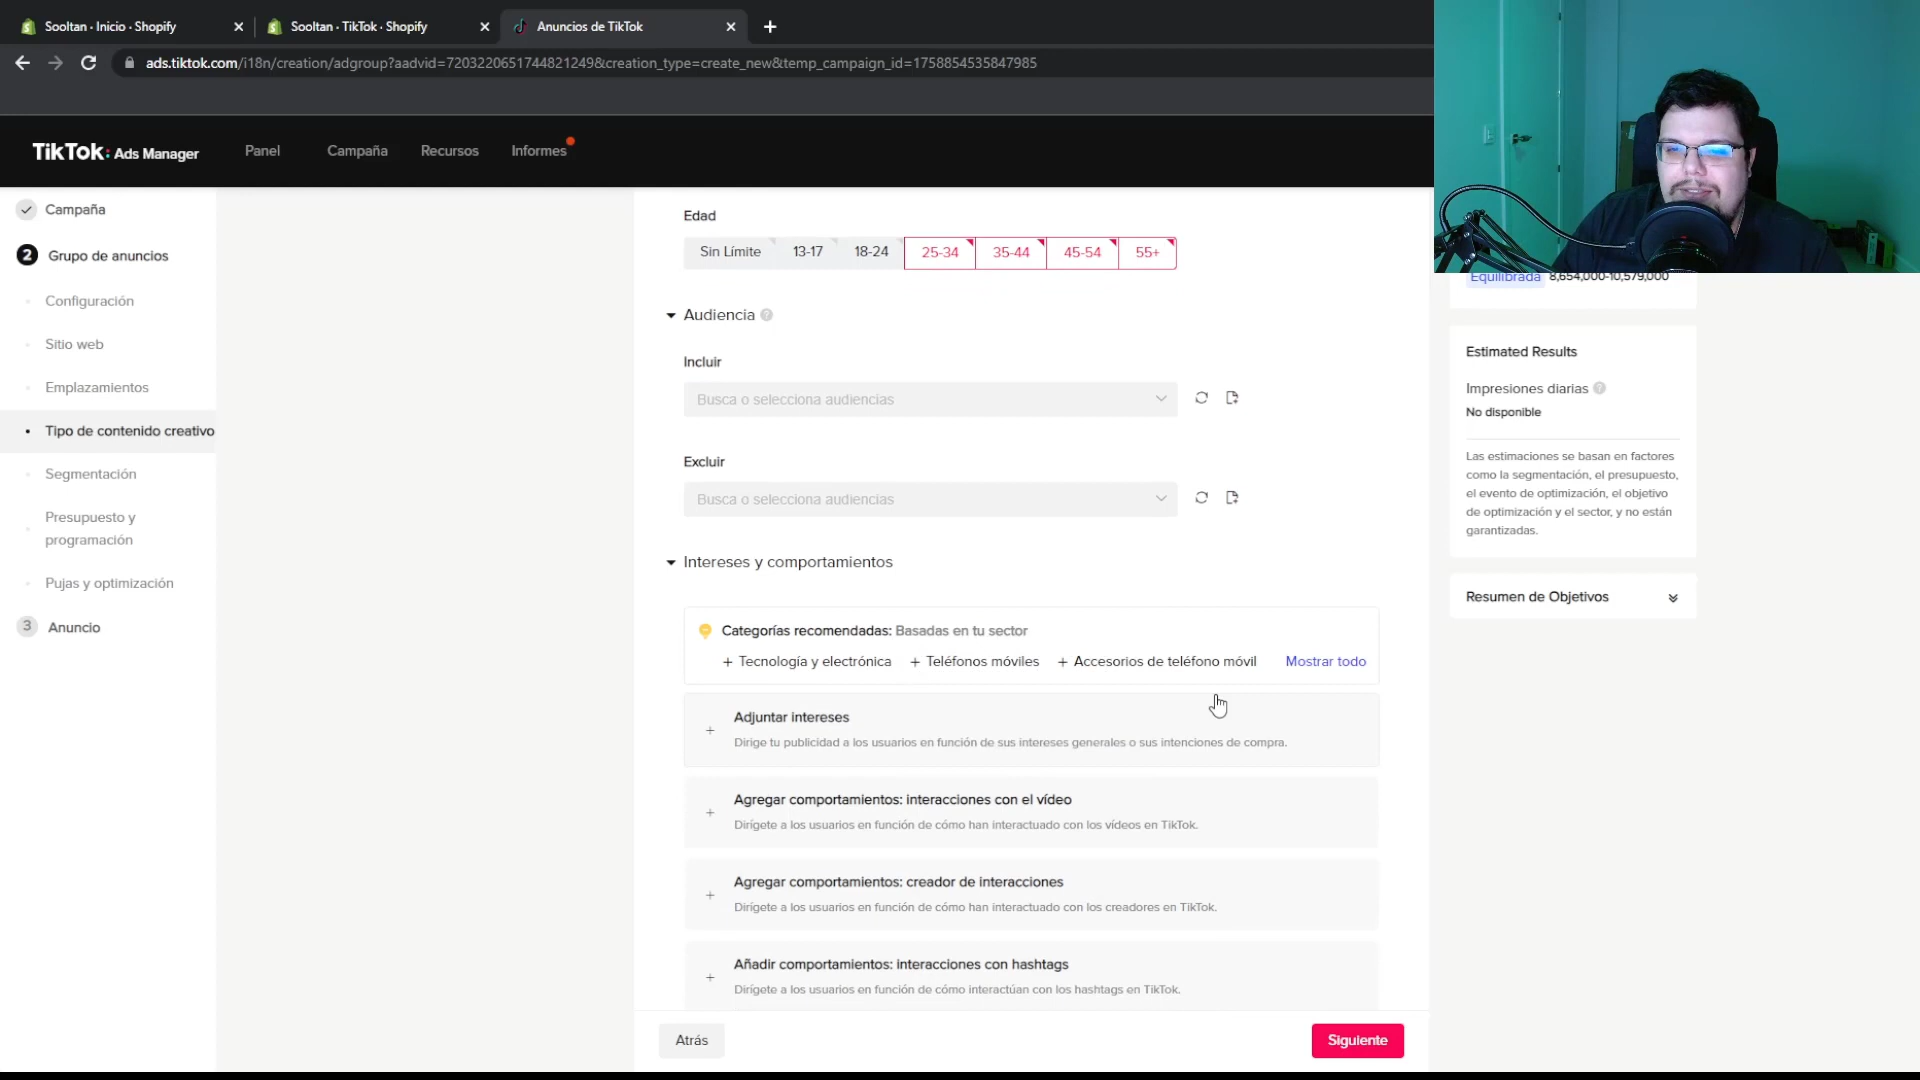 Sooltan · Inicio · Shopify
Sooltan · TikTok · Shopify
Anuncios de TikTok
ads.tiktok.com/i18n/creation/adgroup?aadvid=7203220651744821249&creation_type=create_new&temp_campaign_id=1758854535847985
TikTok: Ads Manager
Panel
Campaña
Recursos
Informes
Campaña
2 Grupo de anuncios
Configuración
Sitio web
Emplazamientos
Tipo de contenido creativo
Segmentación
Presupuesto y
programación
Pujas y optimización
3 Anuncio
Edad
Sin Límite 13-17 18-24 25-34 35-44 45-54 55+
Audiencia
Incluir
Busca o selecciona audiencias
Excluir
Busca o selecciona audiencias
Intereses y comportamientos
Categorías recomendadas: Basadas en tu sector
+ Tecnología y electrónica + Teléfonos móviles + Accesorios de teléfono móvil Mostrar todo
Adjuntar intereses
Dirige tu publicidad a los usuarios en función de sus intereses generales o sus intenciones de compra.
Agregar comportamientos: interacciones con el vídeo
Dirígete a los usuarios en función de cómo han interactuado con los vídeos en TikTok.
Agregar comportamientos: creador de interacciones
Dirígete a los usuarios en función de cómo han interactuado con los creadores en TikTok.
Añadir comportamientos: interacciones con hashtags
Dirígete a los usuarios en función de cómo interactúan con los hashtags en TikTok.
Atrás
Siguiente
Equilibrada 8,654,000-10,579,000
Estimated Results
Impresiones diarias
No disponible
Las estimaciones se basan en factores
como la segmentación, el presupuesto,
el evento de optimización, el objetivo
de optimización y el sector, y no están
garantizadas.
Resumen de Objetivos